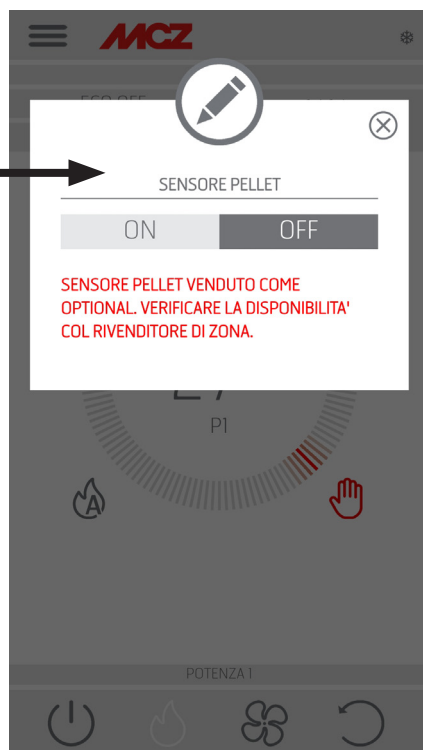 MCZ
SENSORE PELLET
ON OFF
SENSORE PELLET VENDUTO COME
OPTIONAL. VERIFICARE LA DISPONIBILITA'
COL RIVENDITORE DI ZONA.
P1
A
POTENZA 1